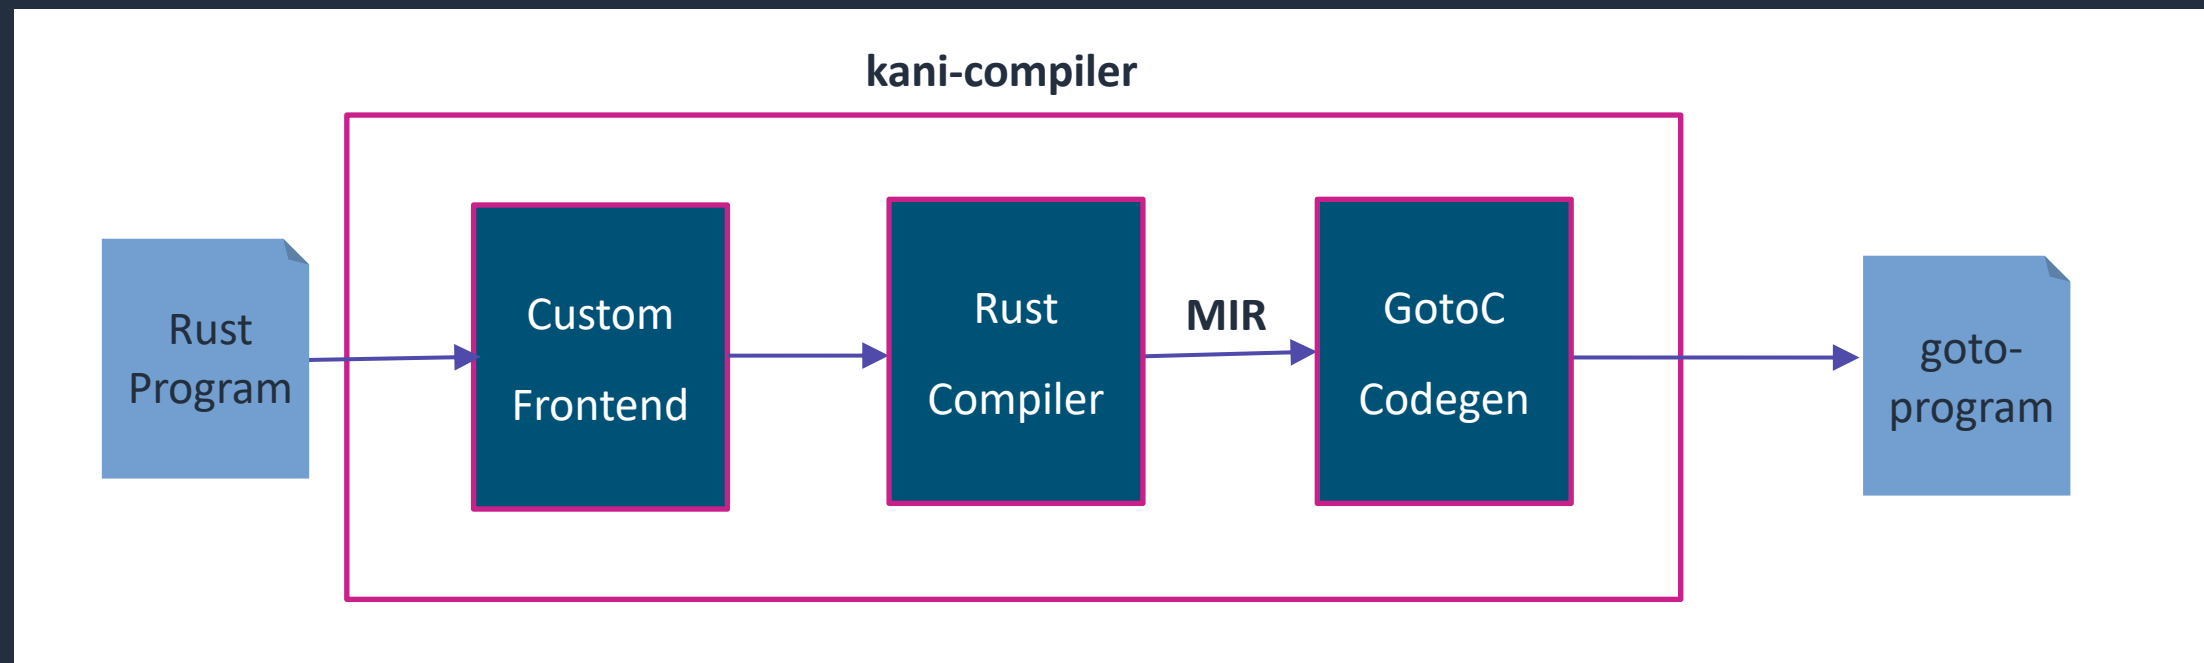 kani-compiler
Rust
Program
Custom
Frontend
Rust
Compiler
MIR
GotoC
Codegen
goto-
program